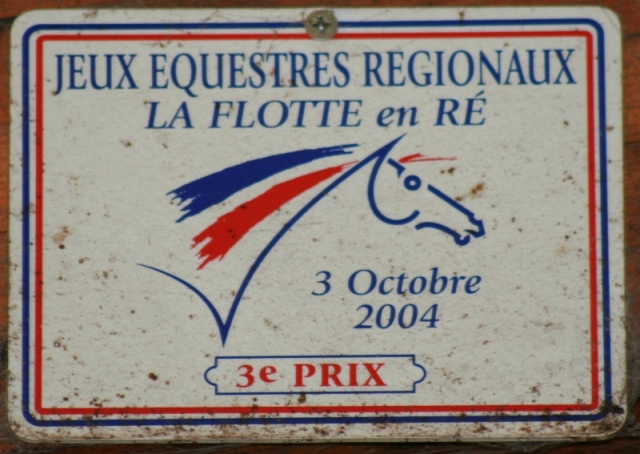 JEUX EQUESTRES REGIONAUX
LA FLOTTE en RÉ
3 Octobre
2004
3e PRIX